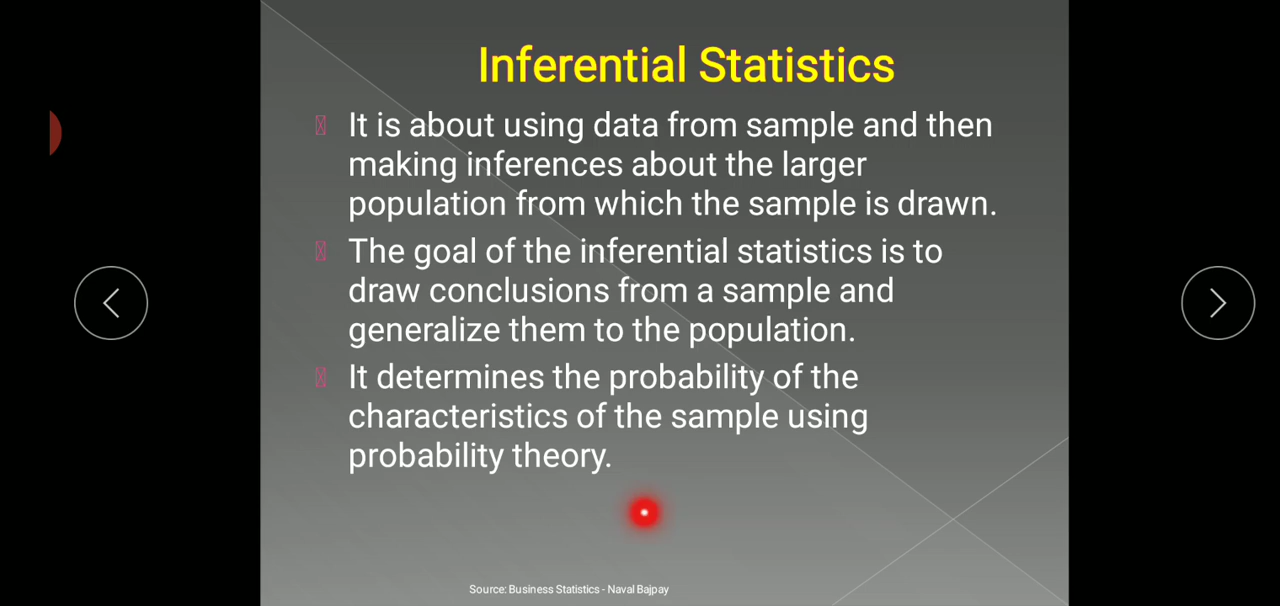 Inferential Statistics
It is about using data from sample and then
making inferences about the larger
population from which the sample is drawn.
The goal of the inferential statistics is to
draw conclusions from a sample and
generalize them to the population.
It determines the probability of the
characteristics of the sample using
probability theory.
Source: Business Statistics - Naval Bajpay